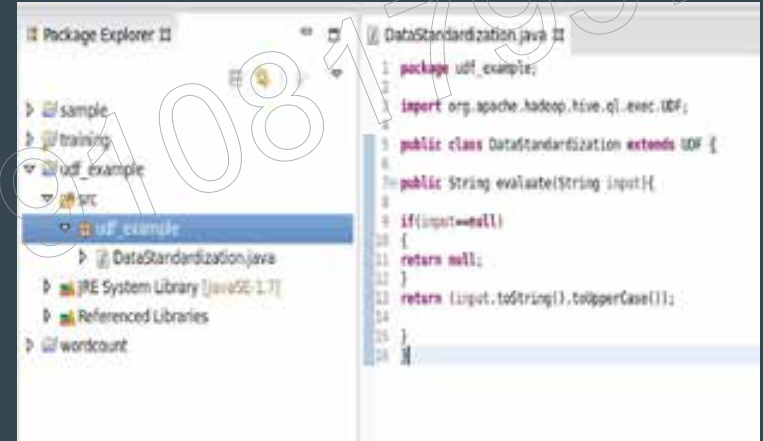 Package Explorer
sample
training
udf_example
src
udf_example
DataStandardization.java
JRE System Library [JavaSE-1.7]
Referenced Libraries
wordcount
DataStandardization.java
1 package udf_example;
2
3 import org.apache.hadoop.hive.ql.exec.UDF;
4
5 public class DataStandardization extends UDF {
6
7 public String evaluate(String input){
8
9 if(input==null)
10 {
11 return null;
12 }
13 return (input.toString().toUpperCase());
14
15 }
16 }